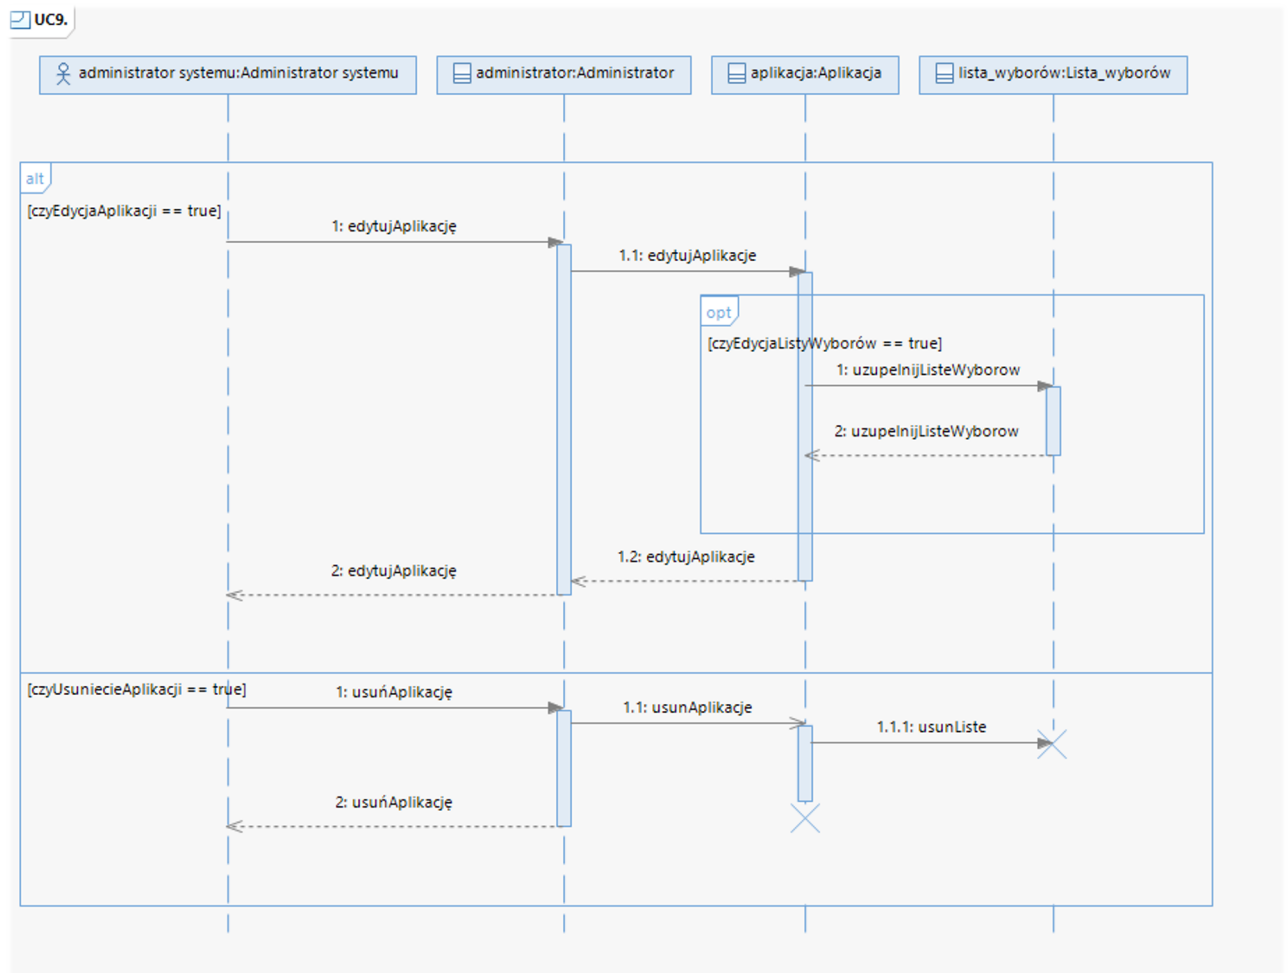 UC9.
administrator systemu:Administrator systemu
administrator:Administrator
aplikacja:Aplikacja
lista_wyborów:Lista_wyborów
alt
[czyEdycjaAplikacji == true]
1: edytujAplikację
1.1: edytujAplikacje
opt
[czyEdycjaListyWyborów == true]
1: uzupelnijListeWyborow
2: uzupelnijListeWyborow
1.2: edytujAplikacje
2: edytujAplikację
[czyUsuniecieAplikacji == true]
1: usuńAplikację
1.1: usunAplikacje
1.1.1: usunListe
2: usuńAplikację